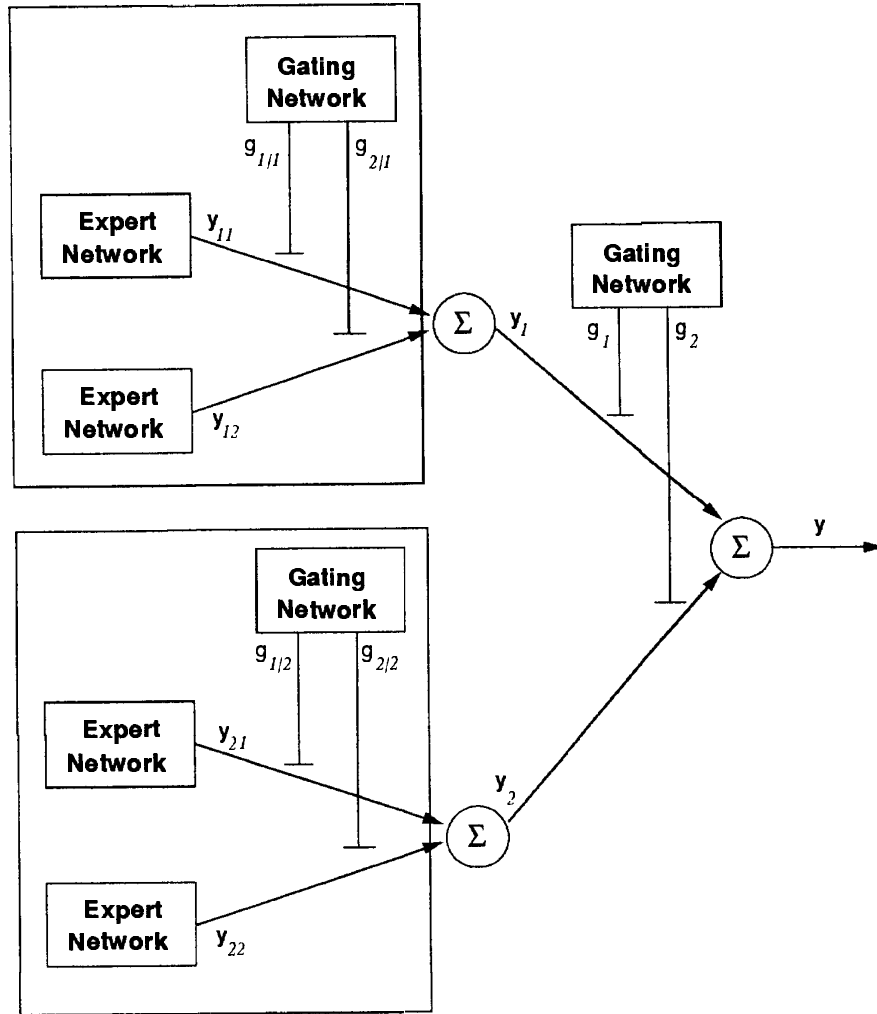 Gating
Network
g1/1
g2/1
Expert
Network
y11
Σ
y1
Expert
Network
y12
Gating
Network
g1
g2
Σ
y
Gating
Network
g1/2
g2/2
Expert
Network
y21
Σ
y2
Expert
Network
y22